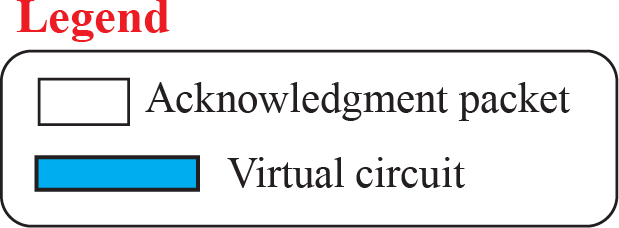 Legend
Acknowledgment packet
Virtual circuit